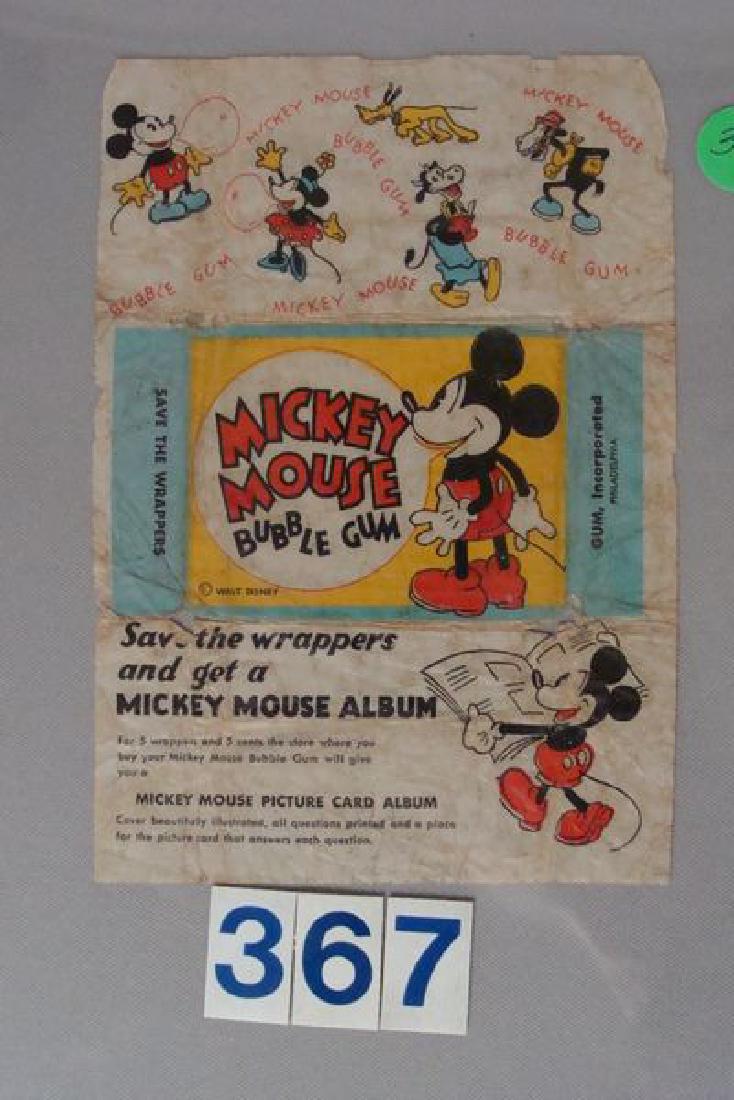 MICKEY MOUSE
MICKEY MOUSE
BUBBLE GUM
BUBBLE GUM
BUBBLE GUM
MICKEY MOUSE
SAVE THE WRAPPERS
MICKEY
MOUSE
BUBBLE GUM
© WALT DISNEY
GUM, Incorporated
PHILADELPHIA
Save the wrappers
and get a
MICKEY MOUSE ALBUM
For 5 wrappers and 5 cents the store where you
buy your Mickey Mouse Bubble Gum will give
you a
MICKEY MOUSE PICTURE CARD ALBUM
Cover beautifully illustrated, all questions printed and a place
for the picture card that answers each question.
367
3